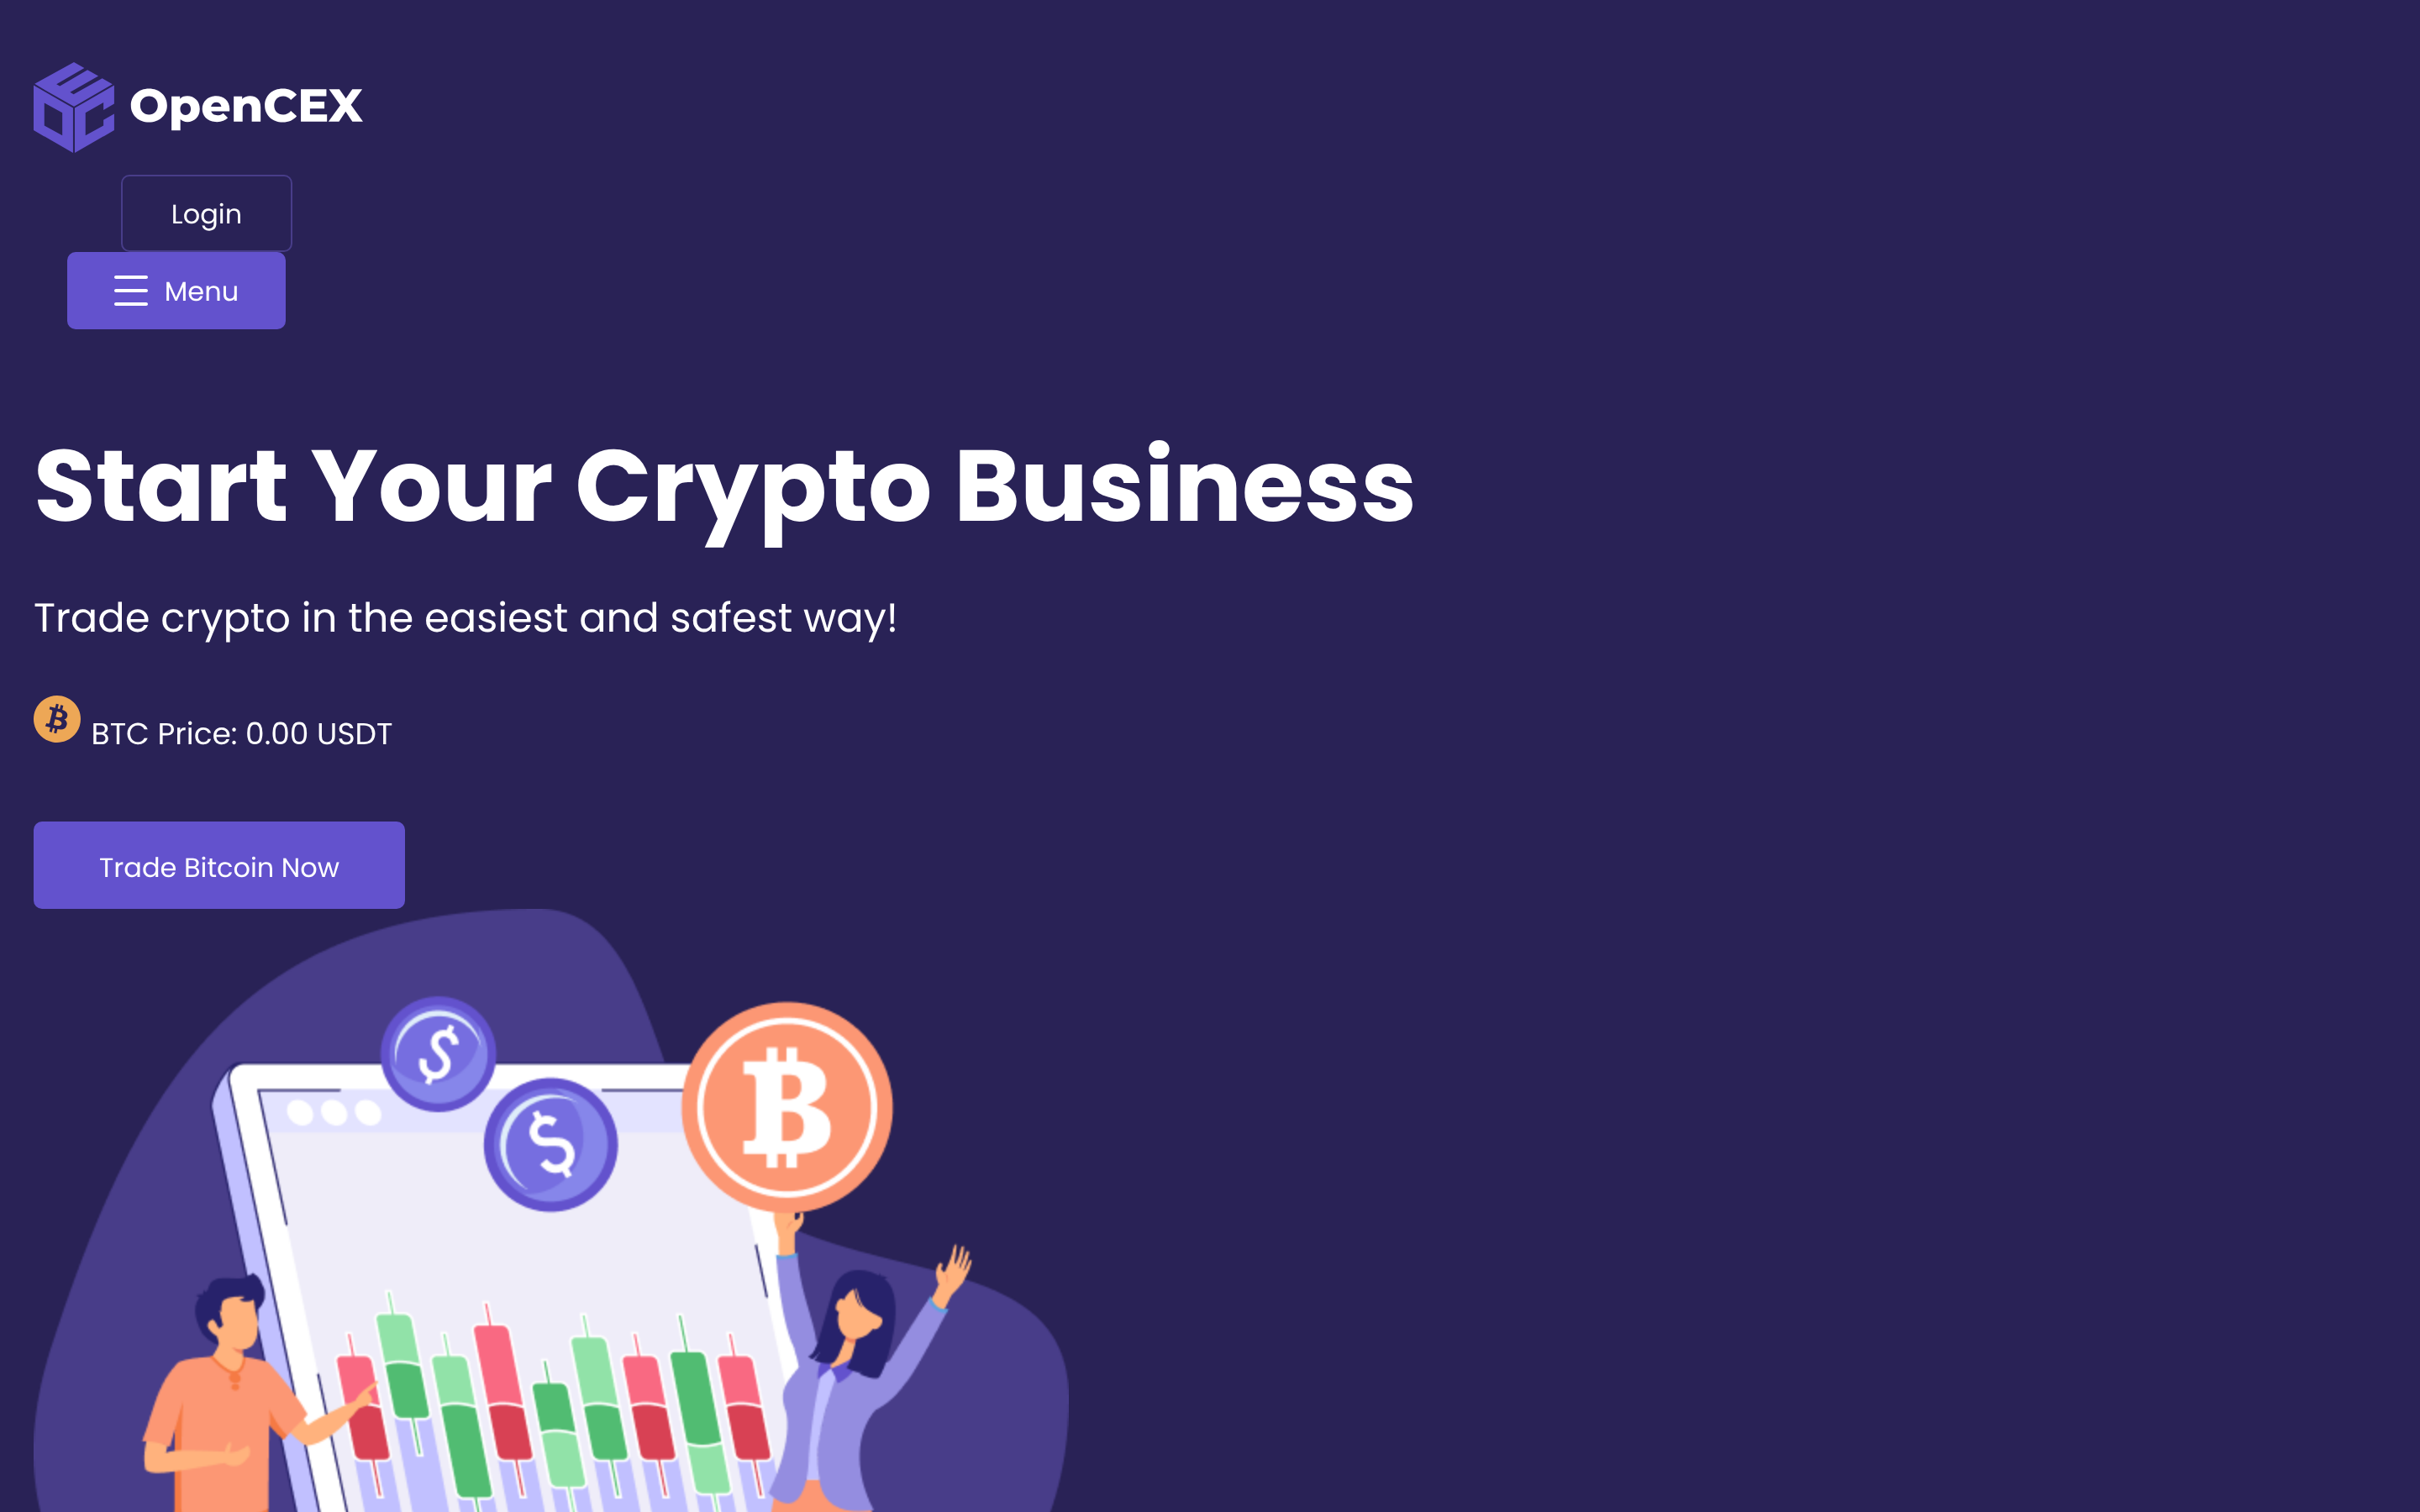 OpenCEX
Login
Menu
Start Your Crypto Business
Trade crypto in the easiest and safest way!
BTC Price: 0.00 USDT
Trade Bitcoin Now